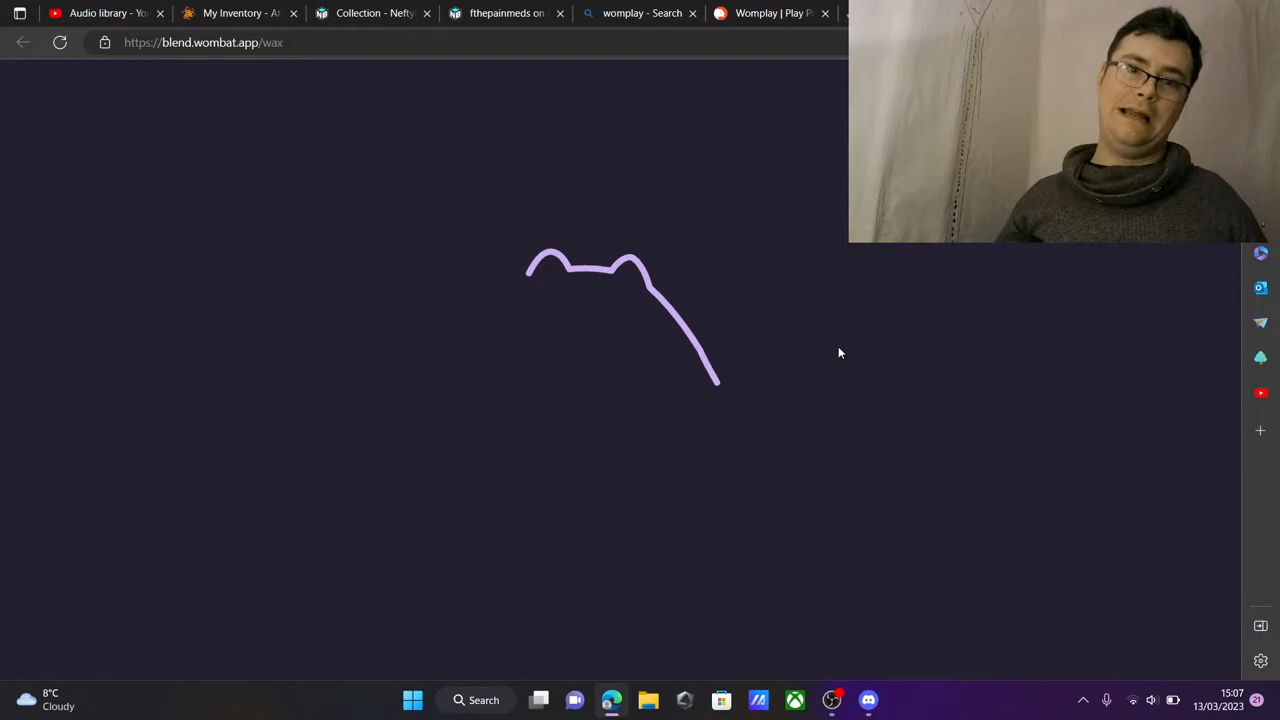 Audio library - Yo
My Inventory - At
Collection - Nefty
fthepainmeds on
womplay - Search
Womplay | Play P
https://blend.wombat.app/wax
8°C
Cloudy
Search
15:07
13/03/2023
21